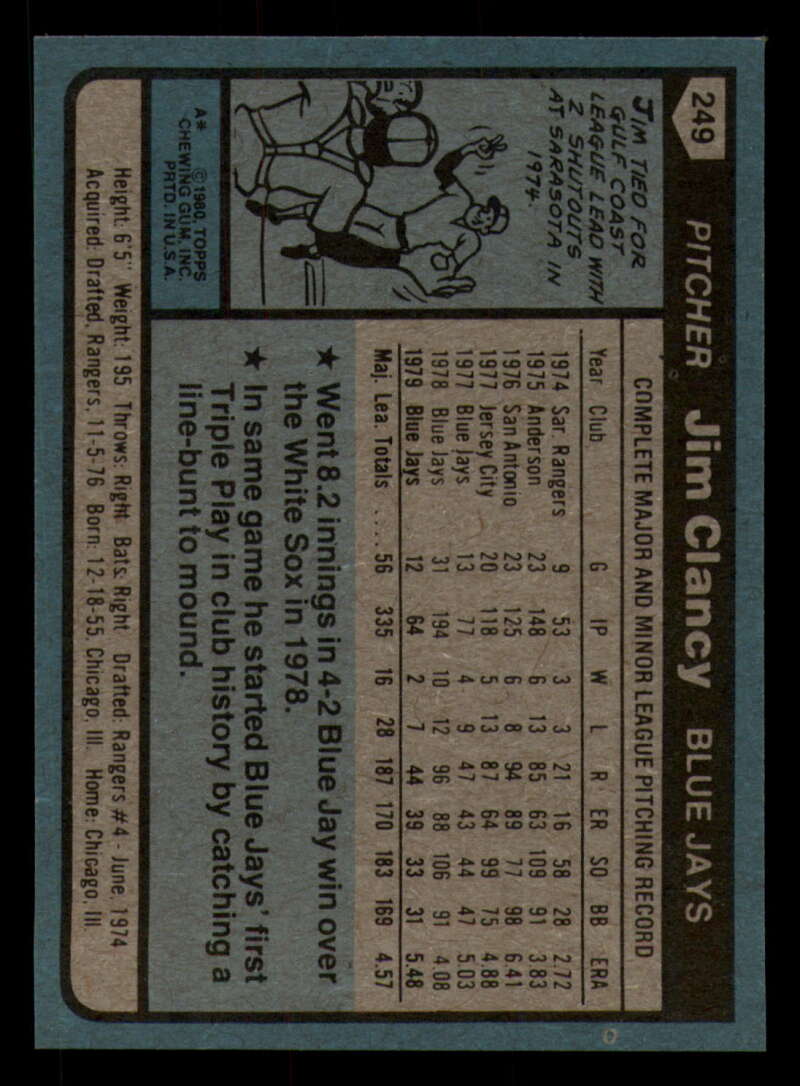 249 PITCHER Jim Clancy BLUE JAYS
JIM TIED FOR
GULF COAST
LEAGUE LEAD WITH
2 SHUTOUTS
AT SARASOTA IN
1974.
A* © 1980, TOPPS
CHEWING GUM, INC.
PRTD. IN U.S.A.
COMPLETE MAJOR AND MINOR LEAGUE PITCHING RECORD
Year Club G IP W L R ER SO BB ERA
1974 Sar. Rangers 9 53 3 3 21 16 58 28 2.72
1975 Anderson 23 148 6 13 85 63 109 91 3.83
1976 San Antonio 23 125 6 8 94 89 77 98 6.41
1977 Jersey City 20 118 5 13 87 64 99 75 4.88
1977 Blue Jays 13 77 4 9 47 43 44 47 5.03
1978 Blue Jays 31 194 10 12 96 88 106 91 4.08
1979 Blue Jays 12 64 2 7 44 39 33 31 5.48
Maj. Lea. Totals .... 56 335 16 28 187 170 183 169 4.57
★ Went 8.2 innings in 4-2 Blue Jay win over
the White Sox in 1978.
★ In same game he started Blue Jays' first
Triple Play in club history by catching a
line-bunt to mound.
Height: 6'5" Weight: 195 Throws: Right Bats: Right Drafted: Rangers #4 - June, 1974
Acquired: Drafted, Rangers, 11-5-76 Born: 12-18-55, Chicago, Ill. Home: Chicago, Ill